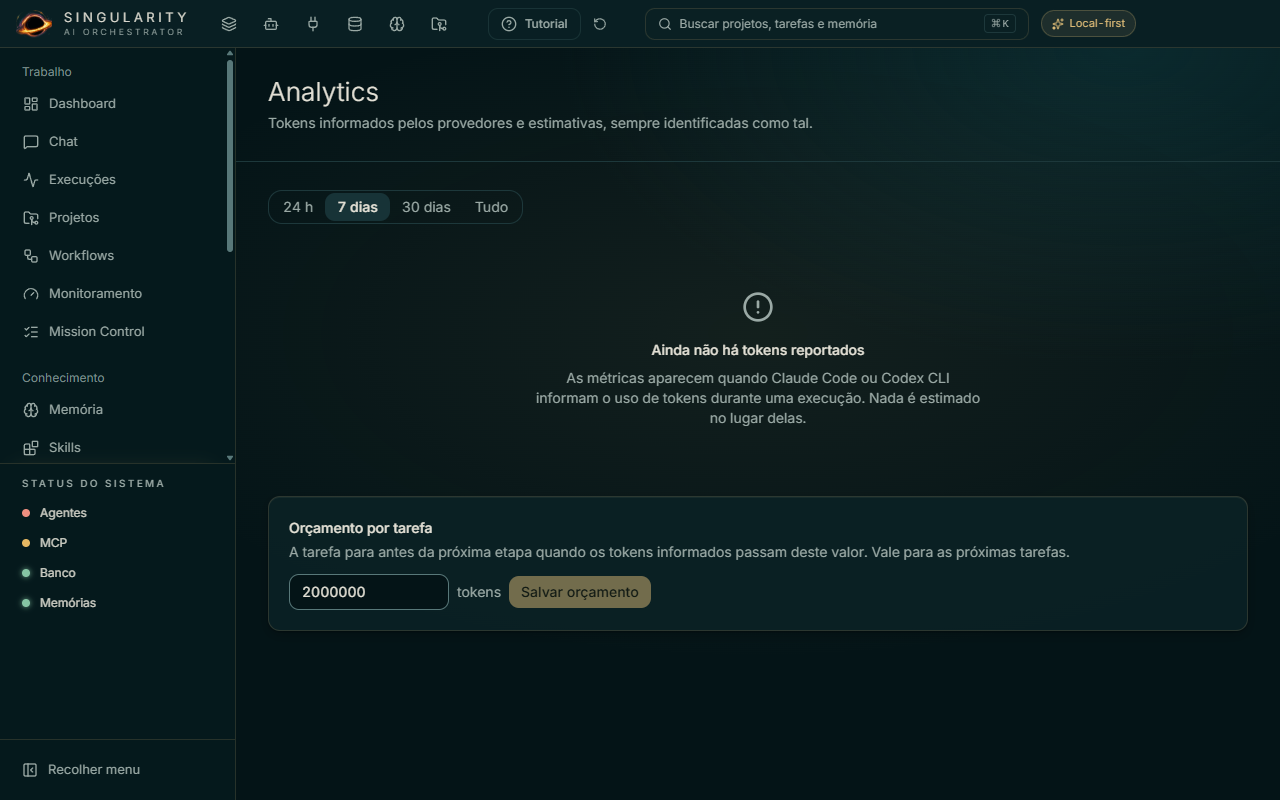 SINGULARITY
AI ORCHESTRATOR
Tutorial
Buscar projetos, tarefas e memória
⌘K
Local-first
Trabalho
Dashboard
Chat
Execuções
Projetos
Workflows
Monitoramento
Mission Control
Conhecimento
Memória
Skills
STATUS DO SISTEMA
Agentes
MCP
Banco
Memórias
Recolher menu
Analytics
Tokens informados pelos provedores e estimativas, sempre identificadas como tal.
24 h
7 dias
30 dias
Tudo
Ainda não há tokens reportados
As métricas aparecem quando Claude Code ou Codex CLI
informam o uso de tokens durante uma execução. Nada é estimado
no lugar delas.
Orçamento por tarefa
A tarefa para antes da próxima etapa quando os tokens informados passam deste valor. Vale para as próximas tarefas.
2000000
tokens
Salvar orçamento